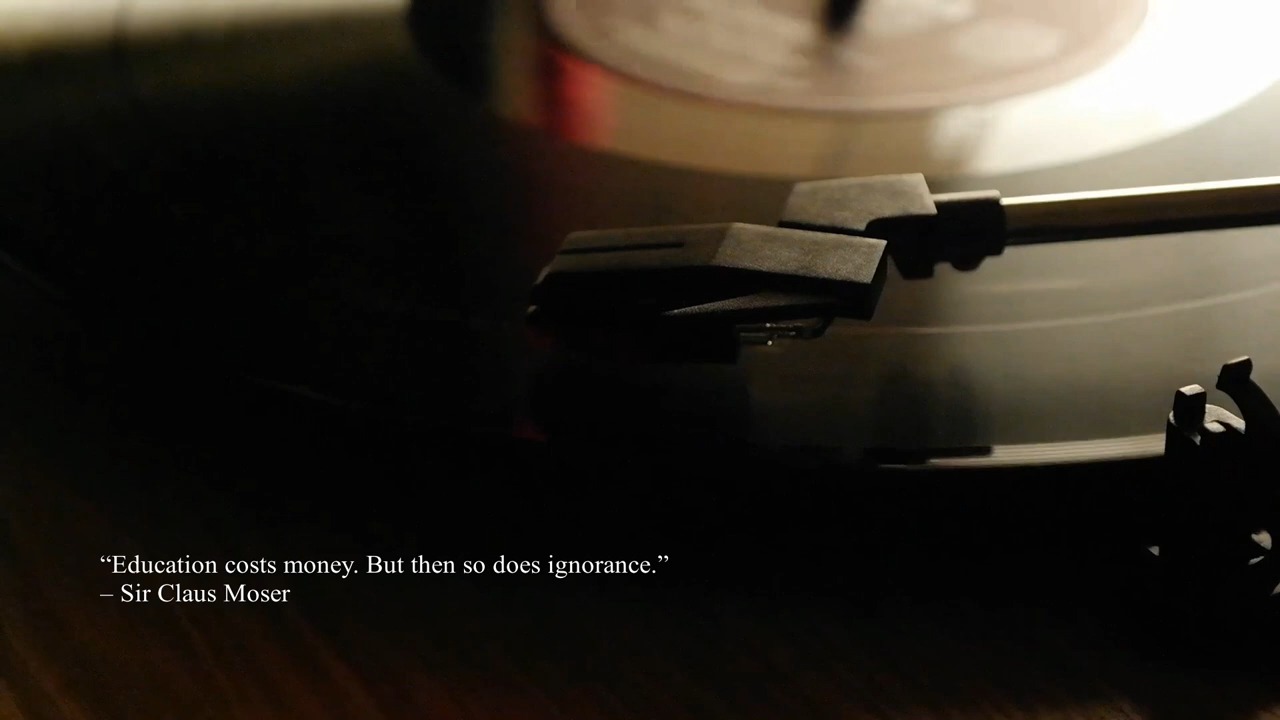 “Education costs money. But then so does ignorance.”
– Sir Claus Moser